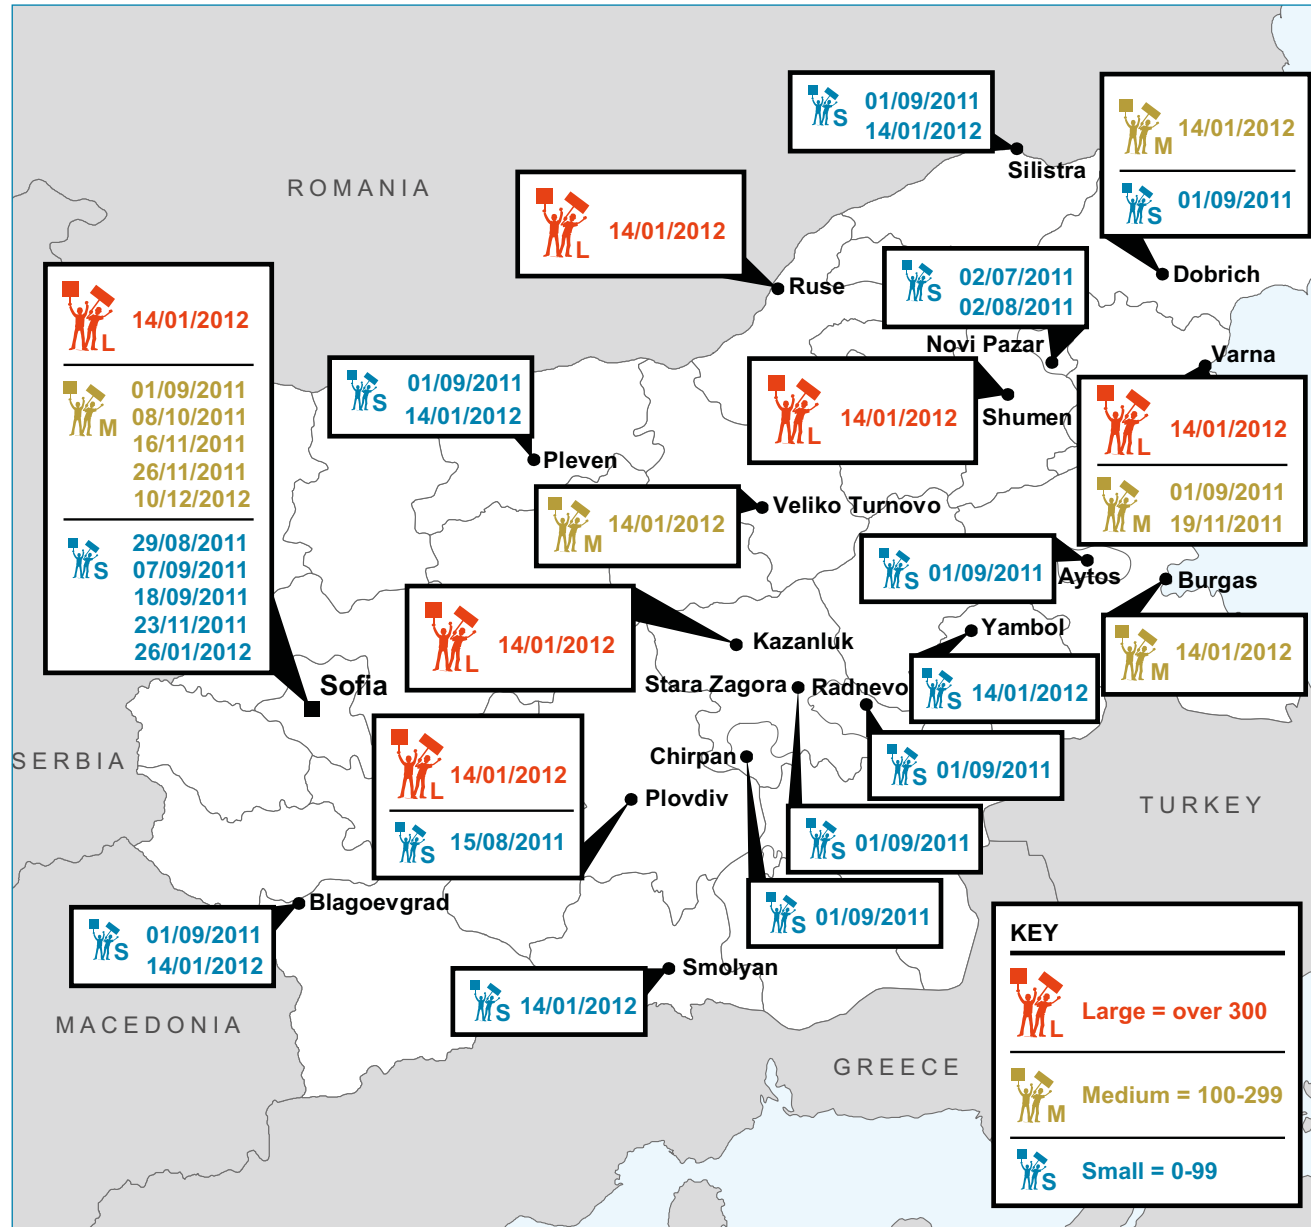 ROMANIA
S
01/09/2011
14/01/2012
Silistra
M
14/01/2012
S
01/09/2011
Dobrich
L
14/01/2012
Ruse
S
02/07/2011
02/08/2011
Novi Pazar
L
14/01/2012
M
01/09/2011
08/10/2011
16/11/2011
26/11/2011
10/12/2012
S
29/08/2011
07/09/2011
18/09/2011
23/11/2011
26/01/2012
Sofia
S
01/09/2011
14/01/2012
Pleven
L
14/01/2012
Shumen
Varna
L
14/01/2012
M
01/09/2011
19/11/2011
M
14/01/2012
Veliko Turnovo
S
01/09/2011
Aytos
Burgas
M
14/01/2012
L
14/01/2012
Kazanluk
Yambol
S
14/01/2012
Stara Zagora
Radnevo
S
01/09/2011
L
14/01/2012
S
15/08/2011
Plovdiv
Chirpan
S
01/09/2011
S
01/09/2011
SERBIA
TURKEY
Blagoevgrad
S
01/09/2011
14/01/2012
Smolyan
S
14/01/2012
MACEDONIA
GREECE
KEY
L
Large = over 300
M
Medium = 100-299
S
Small = 0-99